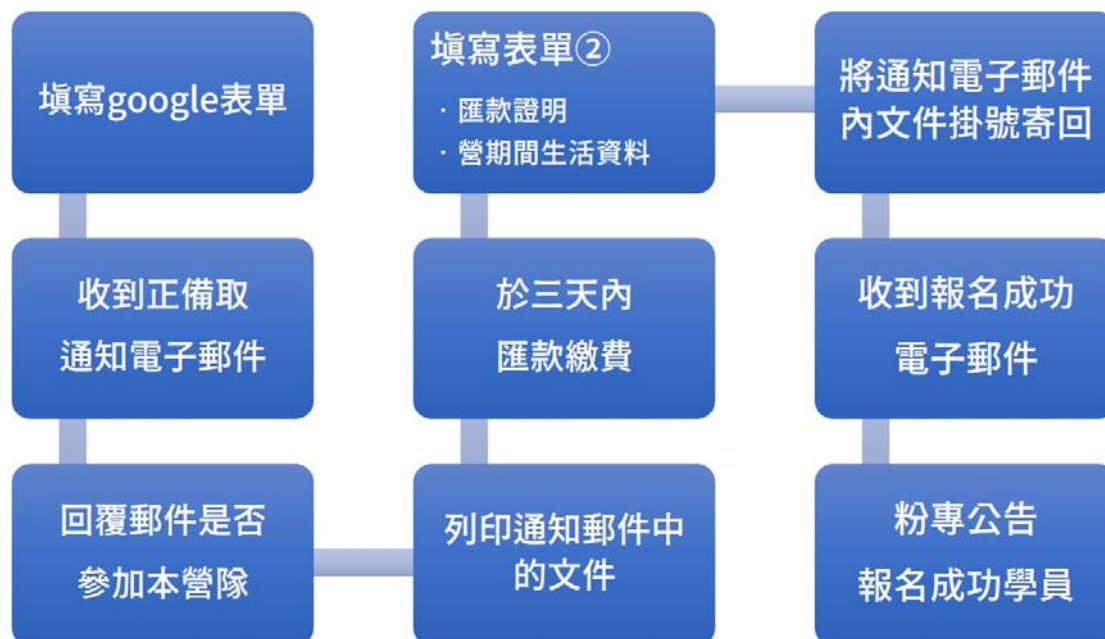 填寫google表單
收到正備取
通知電子郵件
回覆郵件是否
參加本營隊
列印通知郵件中
的文件
於三天內
匯款繳費
填寫表單②
· 匯款證明
· 營期間生活資料
將通知電子郵件
內文件掛號寄回
收到報名成功
電子郵件
粉專公告
報名成功學員